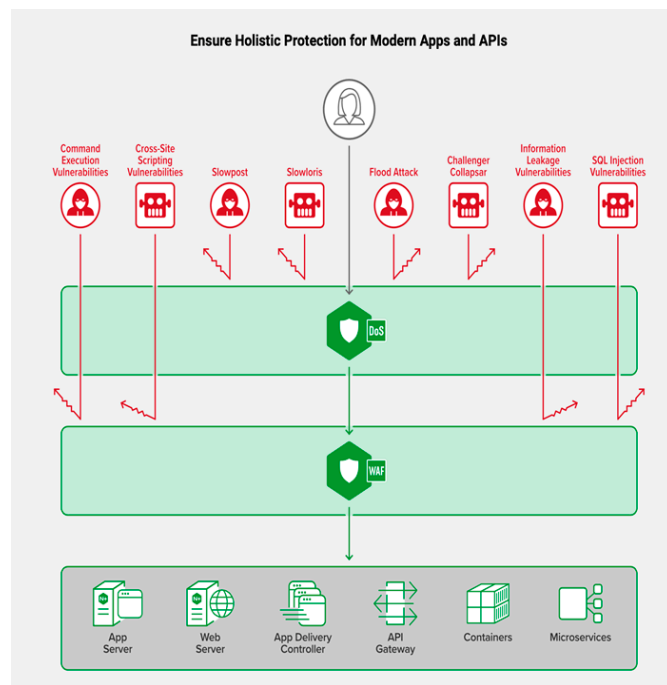 Ensure Holistic Protection for Modern Apps and APIs
Command
Execution
Vulnerabilities
Cross-Site
Scripting
Vulnerabilities
Slowpost
Slowloris
Flood Attack
Challenger
Collapsar
Information
Leakage
Vulnerabilities
SQL Injection
Vulnerabilities
DoS
WAF
App
Server
Web
Server
App Delivery
Controller
API
Gateway
Containers
Microservices